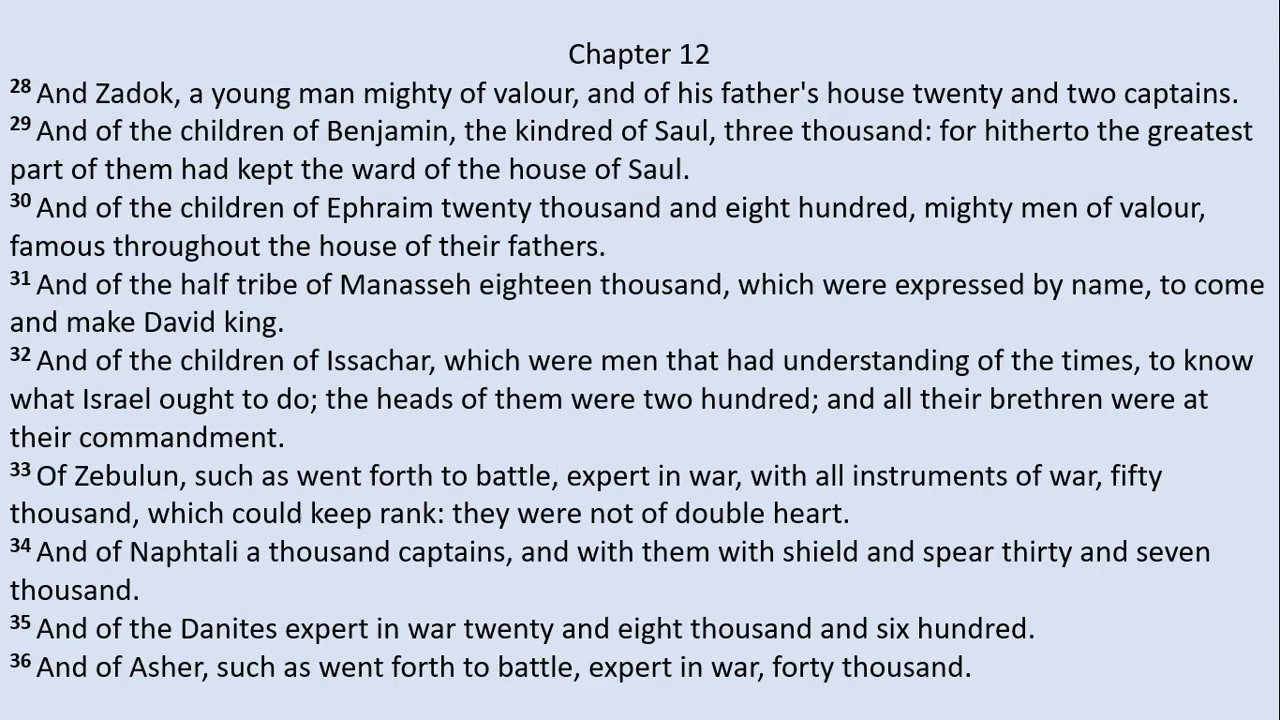 Chapter 12
28 And Zadok, a young man mighty of valour, and of his father's house twenty and two captains.
29 And of the children of Benjamin, the kindred of Saul, three thousand: for hitherto the greatest
part of them had kept the ward of the house of Saul.
30 And of the children of Ephraim twenty thousand and eight hundred, mighty men of valour,
famous throughout the house of their fathers.
31 And of the half tribe of Manasseh eighteen thousand, which were expressed by name, to come
and make David king.
32 And of the children of Issachar, which were men that had understanding of the times, to know
what Israel ought to do; the heads of them were two hundred; and all their brethren were at
their commandment.
33 Of Zebulun, such as went forth to battle, expert in war, with all instruments of war, fifty
thousand, which could keep rank: they were not of double heart.
34 And of Naphtali a thousand captains, and with them with shield and spear thirty and seven
thousand.
35 And of the Danites expert in war twenty and eight thousand and six hundred.
36 And of Asher, such as went forth to battle, expert in war, forty thousand.